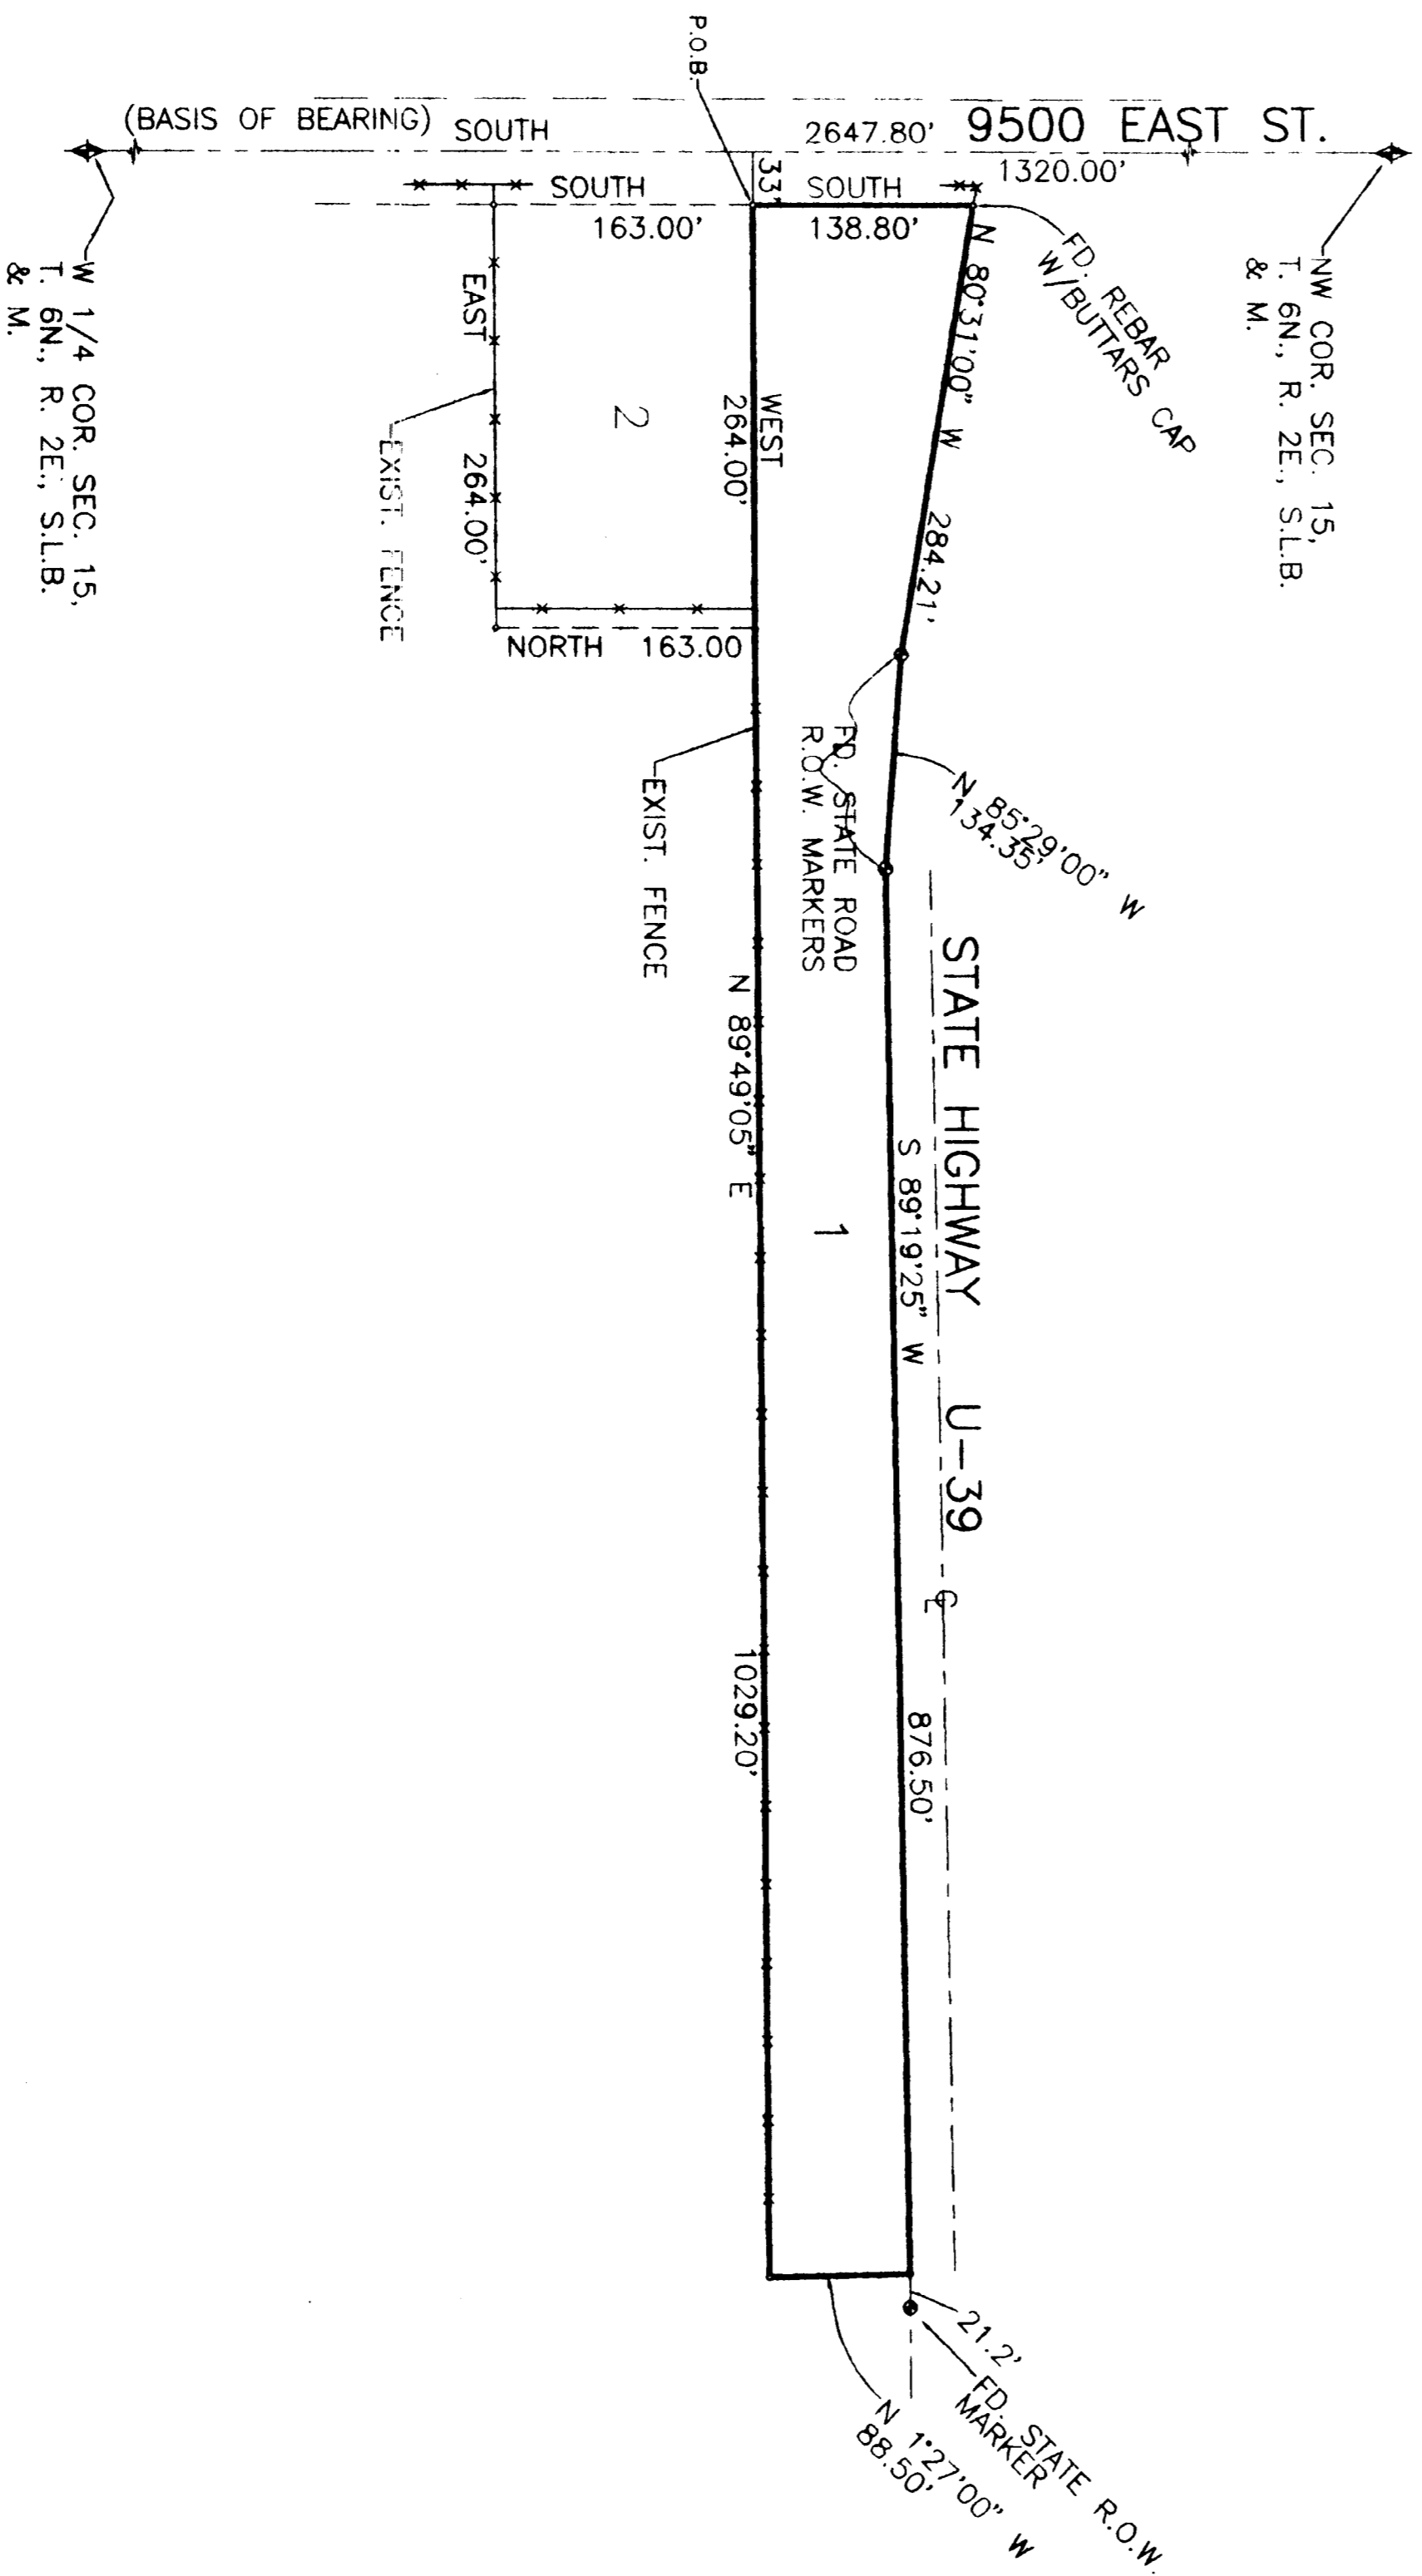 NW COR. SEC. 15,
T. 6N., R. 2E., S.L.B.
& M.
9500 EAST ST.
1320.00'
2647.80'
SOUTH
(BASIS OF BEARING)
P.O.B.
33'
SOUTH
138.80'
SOUTH
163.00'
FD. REBAR
W/BUTTARS CAP
N 80°31'00" W 284.21'
WEST
264.00'
2
EAST 264.00'
EXIST. FENCE
NORTH 163.00
W 1/4 COR. SEC. 15,
T. 6N., R. 2E., S.L.B.
& M.
FD. STATE ROAD
R.O.W. MARKERS
N 85°29'00" W
134.35'
EXIST. FENCE
STATE HIGHWAY U-39
CL
S 89°19'25" W 876.50'
1
N 89°49'05" E 1029.20'
21.2'
FD. STATE R.O.W.
MARKER
N 1°27'00" W
88.50'